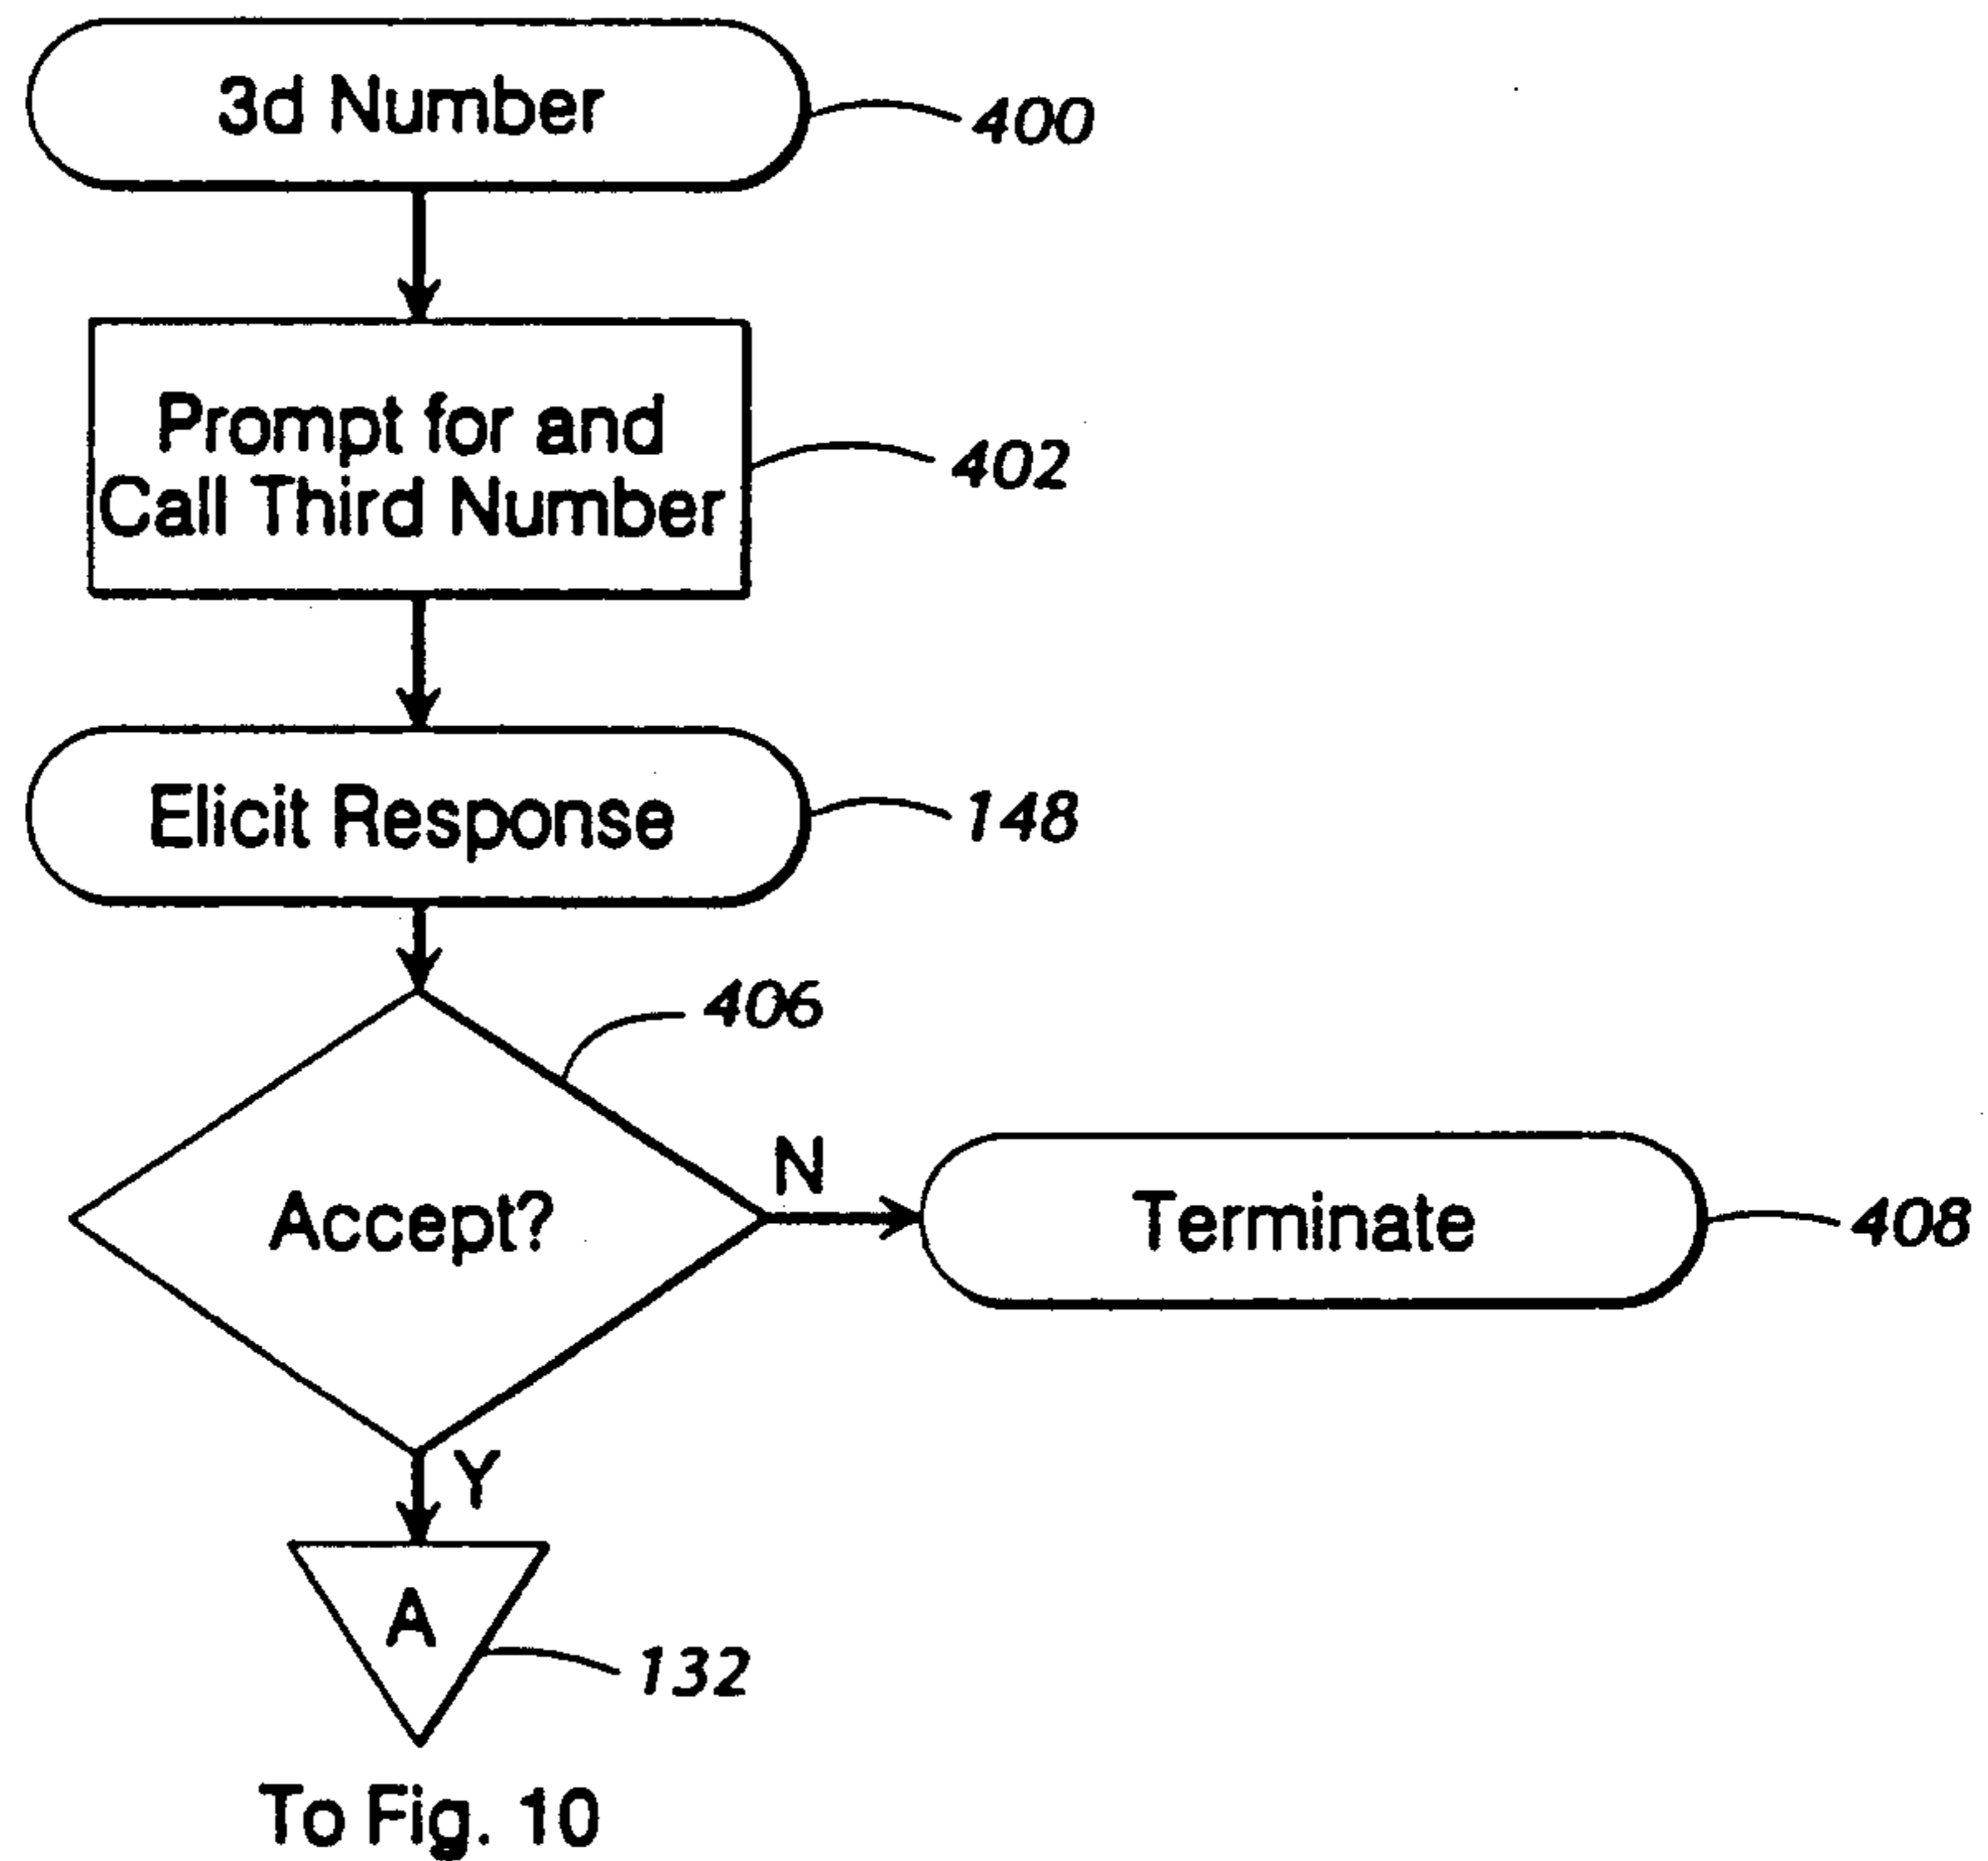 3d Number
400
Prompt for and
Call Third Number
402
Elicit Response
148
406
Accept?
N
Terminate
408
Y
A
132
To Fig. 10